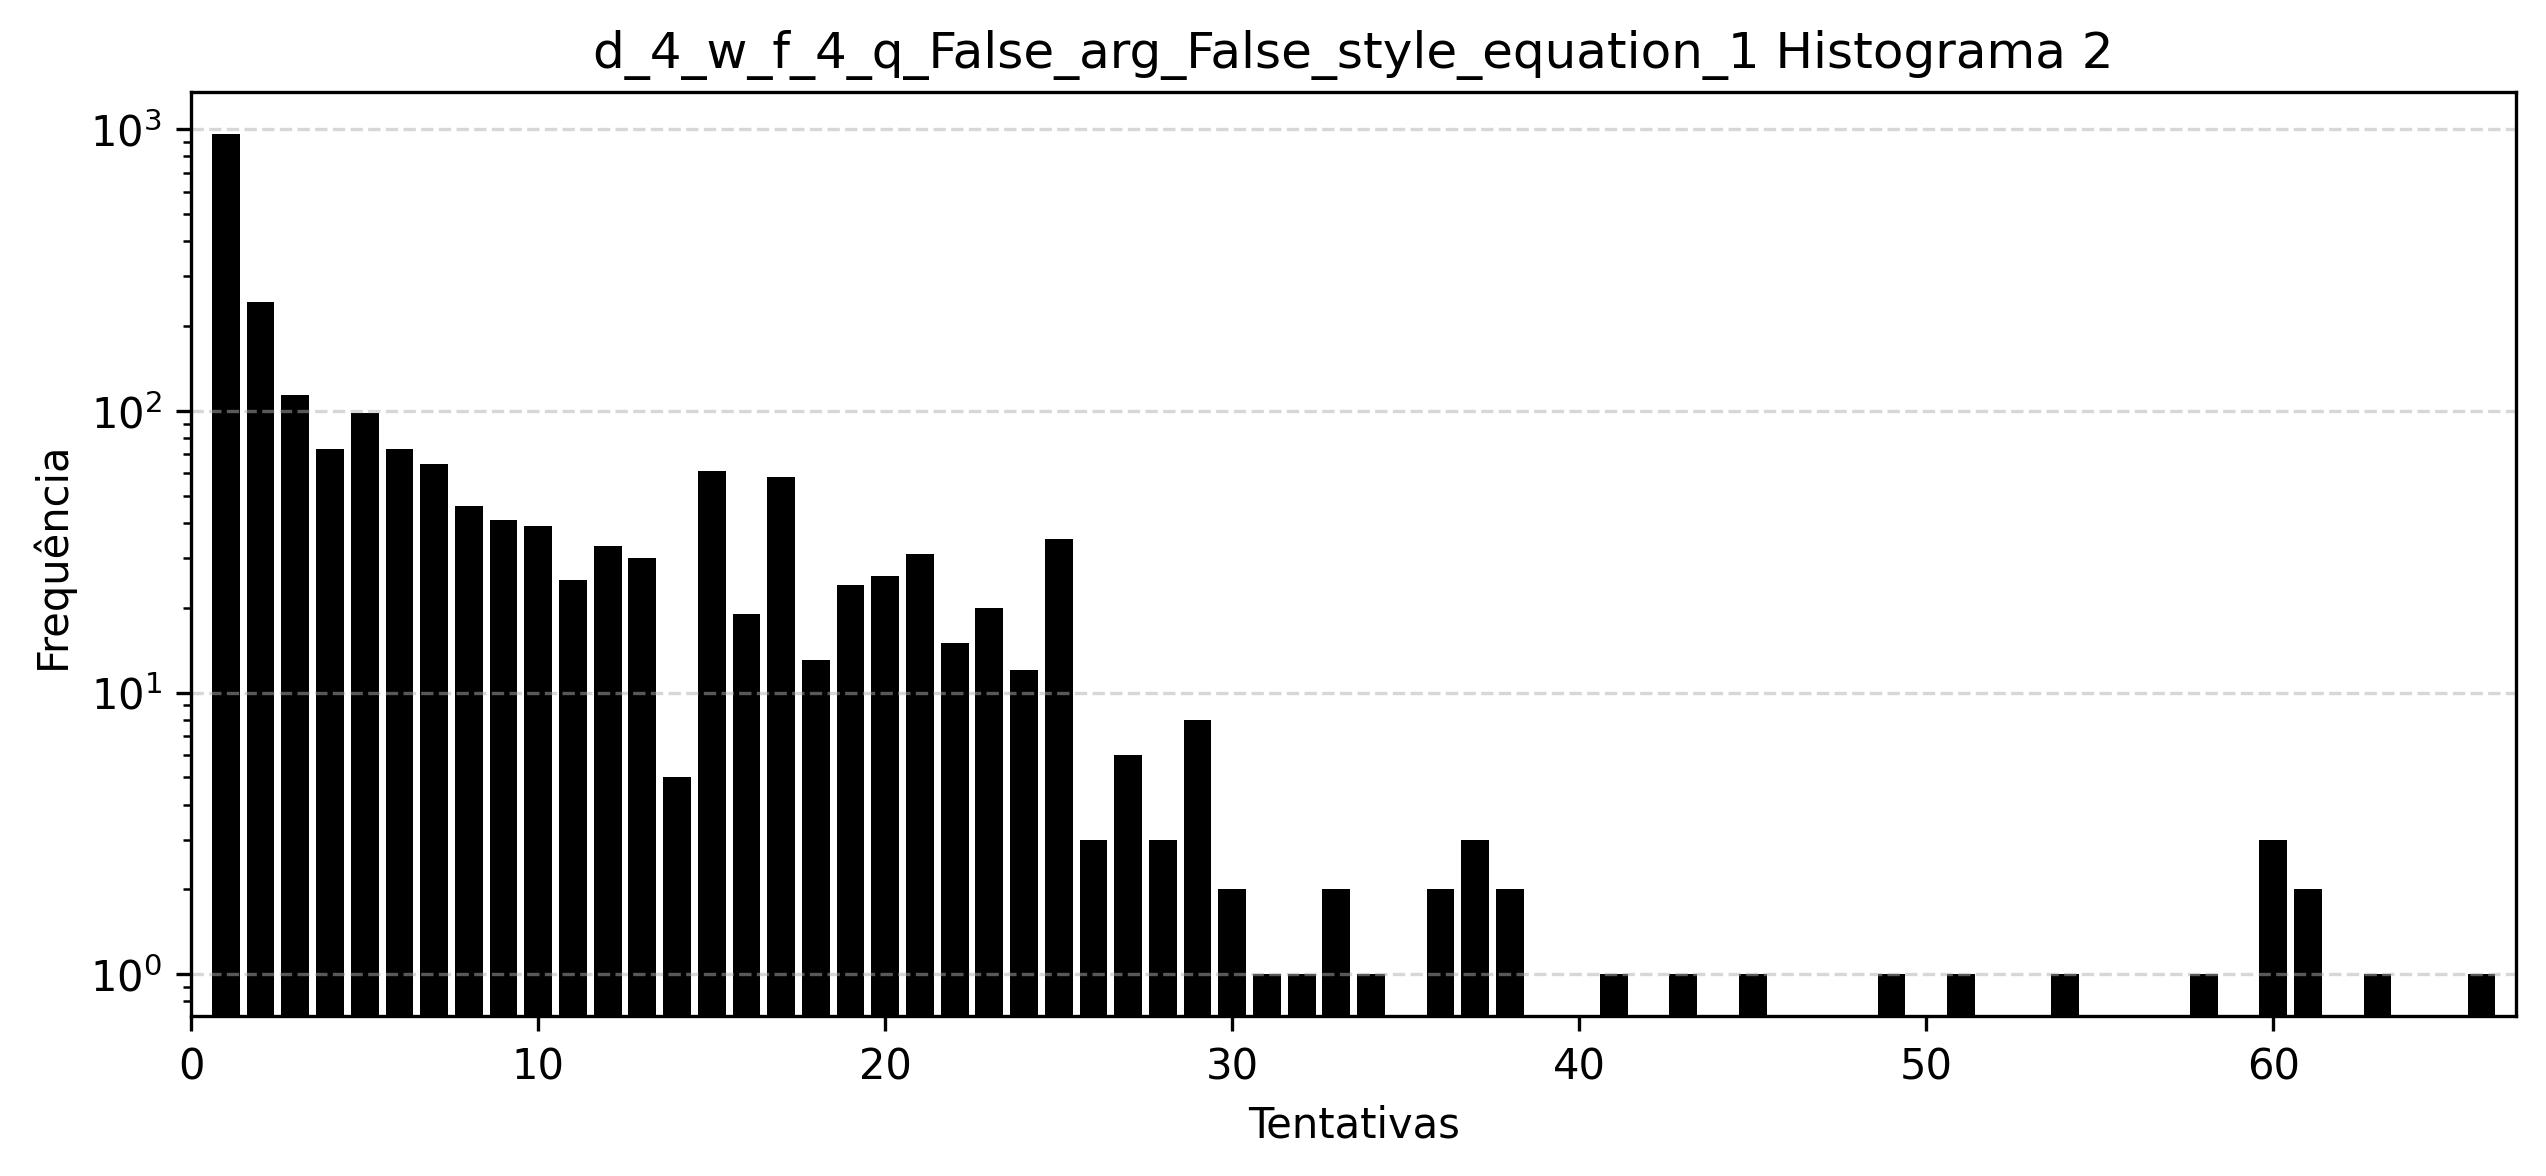 d_4_w_f_4_q_False_arg_False_style_equation_1 Histograma 2
Frequência
10³
10²
10¹
10⁰
0 10 20 30 40 50 60
Tentativas